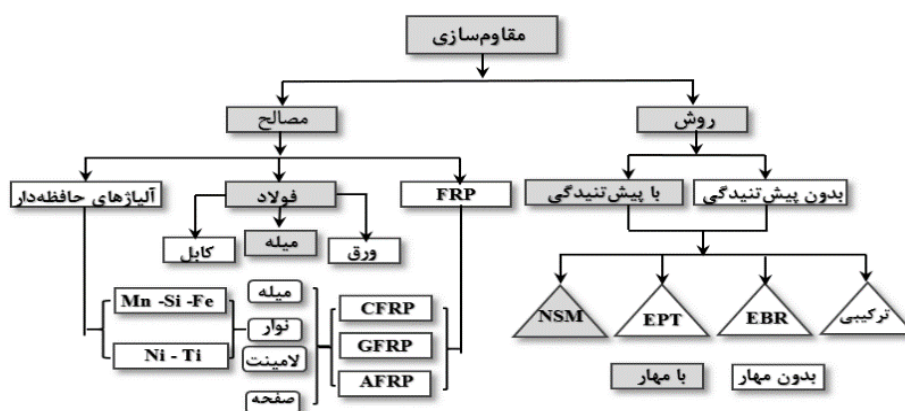 مقاوم‌سازی
روش
مصالح
بدون پیش‌تنیدگی
با پیش‌تنیدگی
FRP
فولاد
آلیاژهای حافظه‌دار
ورق
میله
کابل
Mn -Si -Fe
Ni - Ti
میله
نوار
لامینت
صفحه
CFRP
GFRP
AFRP
NSM
EPT
EBR
ترکیبی
بدون مهار
با مهار